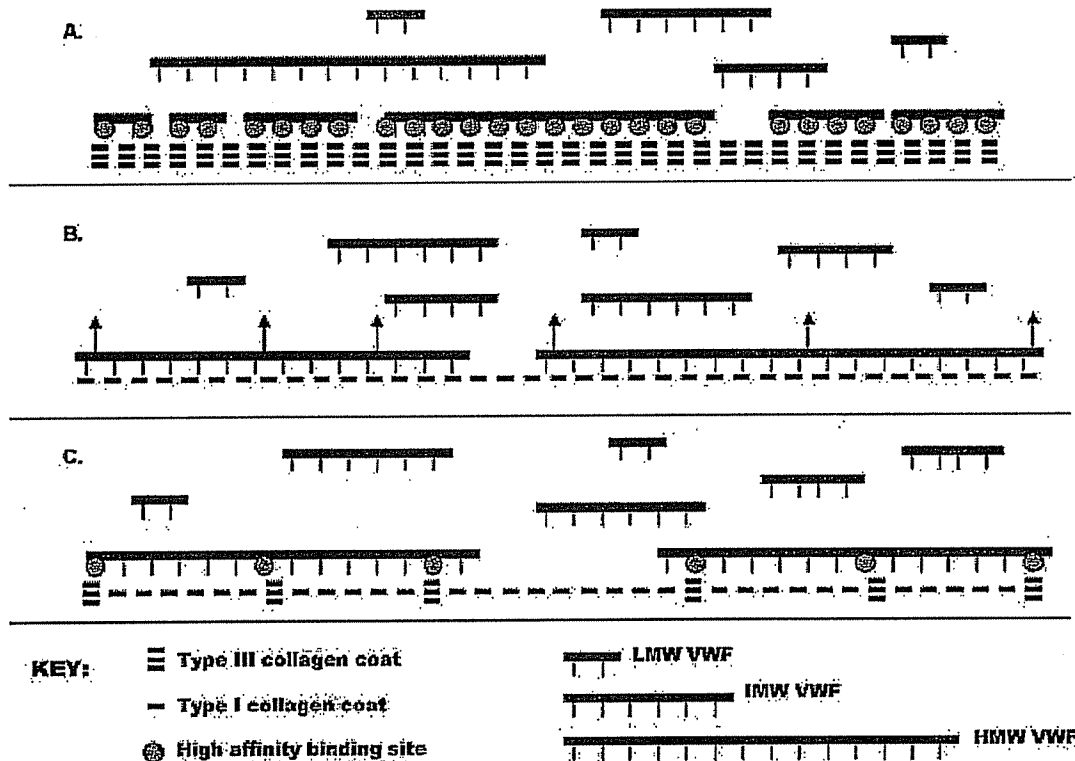 A.
B.
C.
KEY:
Type III collagen coat
Type I collagen coat
High affinity binding site
LMW VWF
IMW VWF
HMW VWF